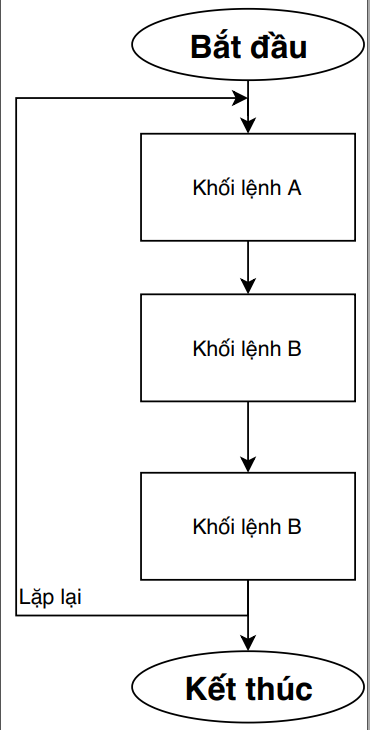 Bắt đầu
Khối lệnh A
Khối lệnh B
Khối lệnh B
Lặp lại
Kết thúc